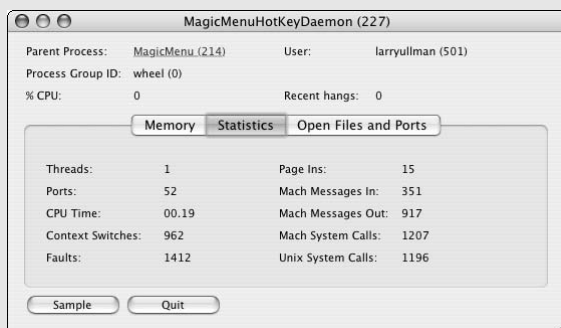 MagicMenuHotKeyDaemon (227)
Parent Process: MagicMenu (214) User: larryullman (501)
Process Group ID: wheel (0)
% CPU: 0 Recent hangs: 0
Memory Statistics Open Files and Ports
Threads: 1 Page Ins: 15
Ports: 52 Mach Messages In: 351
CPU Time: 00.19 Mach Messages Out: 917
Context Switches: 962 Mach System Calls: 1207
Faults: 1412 Unix System Calls: 1196
Sample Quit